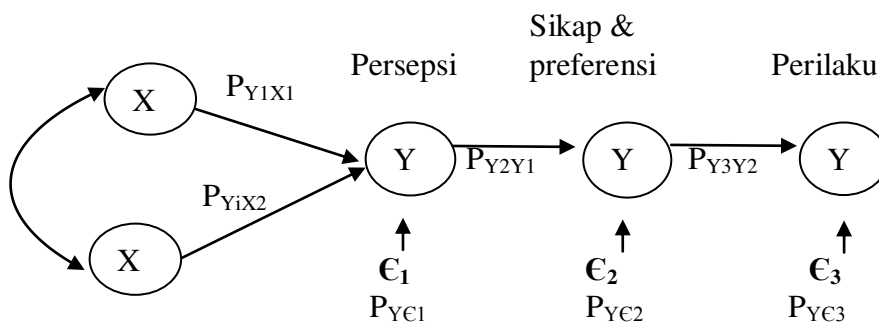 Sikap &
Persepsi preferensi Perilaku
X P_Y1X1
Y P_Y2Y1 Y P_Y3Y2 Y
P_YiX2
X
Є1 Є2 Є3
P_YЄ1 P_YЄ2 P_YЄ3